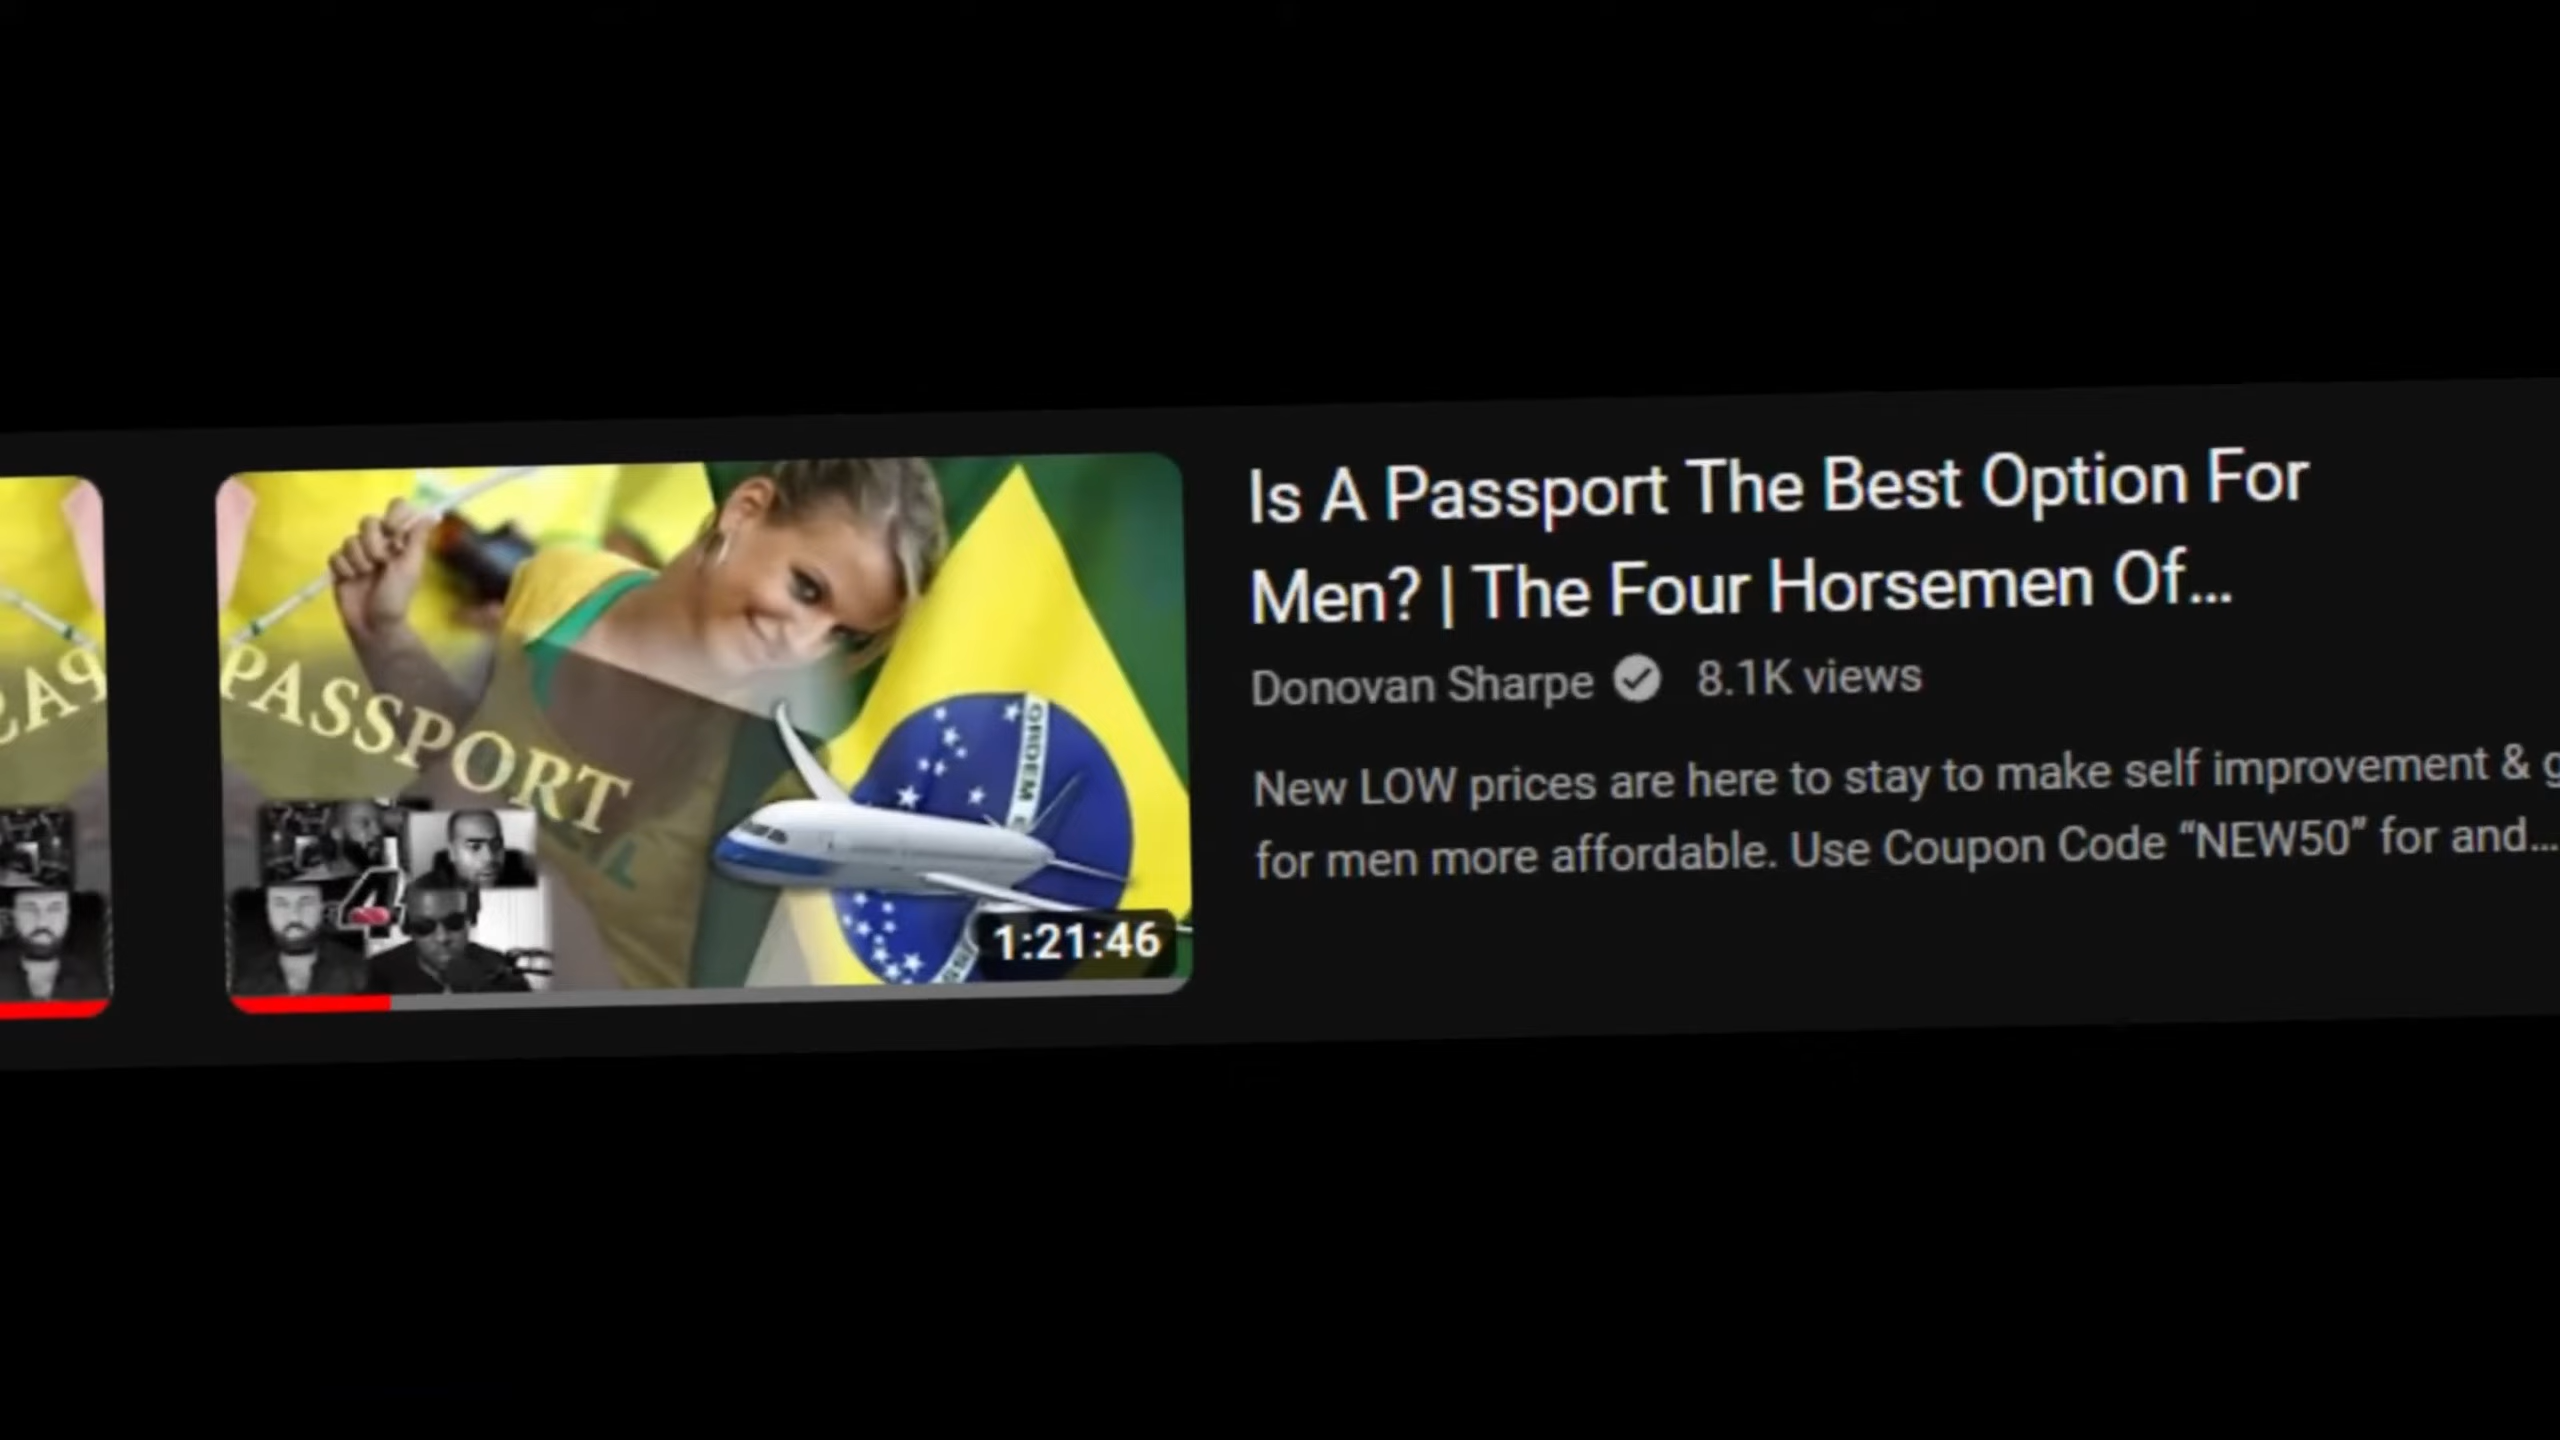 PASSPORT
ORDEM E
1:21:46
Is A Passport The Best Option For
Men? | The Four Horsemen Of...
Donovan Sharpe 8.1K views
New LOW prices are here to stay to make self improvement & g
for men more affordable. Use Coupon Code “NEW50” for and...